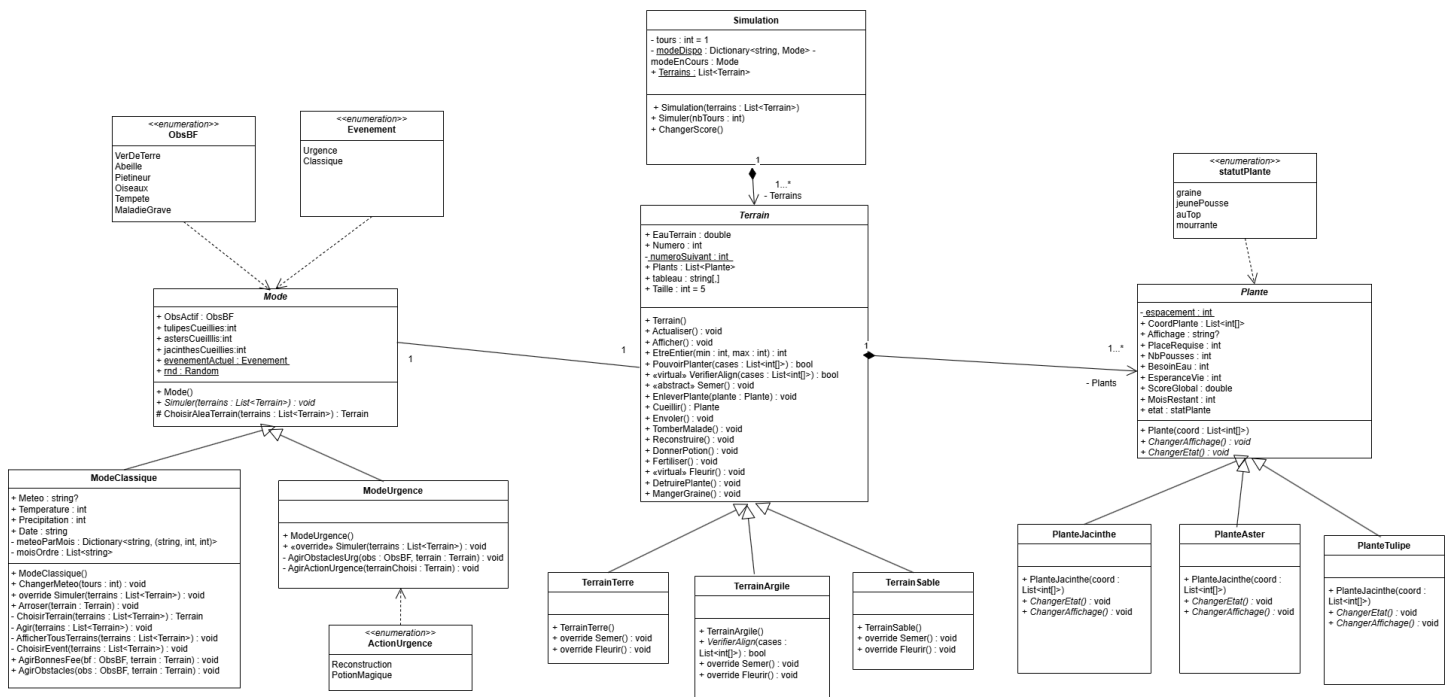 Simulation
- tours : int = 1
- modeDispo : Dictionary<string, Mode> -
modeEnCours : Mode
+ Terrains : List<Terrain>
+ Simulation(terrains : List<Terrain>)
+ Simuler(nbTours : int)
+ ChangerScore()
<<enumeration>>
ObsBF
VerDeTerre
Abeille
Pietineur
Oiseaux
Tempete
MaladieGrave
<<enumeration>>
Evenement
Urgence
Classique
1
1...*
- Terrains
<<enumeration>>
statutPlante
graine
jeunePousse
auTop
mourrante
Terrain
+ EauTerrain : double
+ Numero : int
- numeroSuivant : int
+ Plants : List<Plante>
+ tableau : string[,]
+ Taille : int = 5
+ Terrain()
+ Actualiser() : void
+ Afficher() : void
+ EtreEntier(min : int, max : int) : int
+ PouvoirPlanter(cases : List<int[]>) : bool
+ «virtual» VerifierAlign(cases : List<int[]>) : bool
+ «abstract» Semer() : void
+ EnleverPlante(plante : Plante) : void
+ Cueillir() : Plante
+ Envoler() : void
+ TomberMalade() : void
+ Reconstruire() : void
+ DonnerPotion() : void
+ Fertiliser() : void
+ «virtual» Fleurir() : void
+ DetruirePlante() : void
+ MangerGraine() : void
Mode
+ ObsActif : ObsBF
+ tulipesCueillies:int
+ astersCueilllis:int
+ jacinthesCueillies:int
+ evenementActuel : Evenement
+ rnd : Random
+ Mode()
+ Simuler(terrains : List<Terrain>) : void
# ChoisirAleaTerrain(terrains : List<Terrain>) : Terrain
1
1
1
1...*
- Plants
Plante
- espacement : int
+ CoordPlante : List<int[]>
+ Affichage : string?
+ PlaceRequise : int
+ NbPousses : int
+ BesoinEau : int
+ EsperanceVie : int
+ ScoreGlobal : double
+ MoisRestant : int
+ etat : statPlante
+ Plante(coord : List<int[]>)
+ ChangerAffichage() : void
+ ChangerEtat() : void
ModeClassique
+ Meteo : string?
+ Temperature : int
+ Precipitation : int
+ Date : string
- meteoParMois : Dictionary<string, (string, int, int)>
- moisOrdre : List<string>
+ ModeClassique()
+ ChangerMeteo(tours : int) : void
+ override Simuler(terrains : List<Terrain>) : void
+ Arroser(terrain : Terrain) : void
- ChoisirTerrain(terrains : List<Terrain>) : Terrain
- Agir(terrains : List<Terrain>) : void
- AfficherTousTerrains(terrains : List<Terrain>) : void
- ChoisirEvent(terrains : List<Terrain>) : void
+ AgirBonnesFee(bf : ObsBF, terrain : Terrain) : void
+ AgirObstacles(obs : ObsBF, terrain : Terrain) : void
ModeUrgence
+ ModeUrgence()
+ «override» Simuler(terrains : List<Terrain>) : void
- AgirObstaclesUrg(obs : ObsBF, terrain : Terrain) : void
- AgirActionUrgence(terrainChoisi : Terrain) : void
<<enumeration>>
ActionUrgence
Reconstruction
PotionMagique
TerrainTerre
+ TerrainTerre()
+ override Semer() : void
+ override Fleurir() : void
TerrainArgile
+ TerrainArgile()
+ VerifierAlign(cases :
List<int[]>) : bool
+ override Semer() : void
+ override Fleurir() : void
TerrainSable
+ TerrainSable()
+ override Semer() : void
+ override Fleurir() : void
PlanteJacinthe
+ PlanteJacinthe(coord :
List<int[]>)
+ ChangerEtat() : void
+ ChangerAffichage() : void
PlanteAster
+ PlanteJacinthe(coord :
List<int[]>)
+ ChangerEtat() : void
+ ChangerAffichage() : void
PlanteTulipe
+ PlanteJacinthe(coord :
List<int[]>)
+ ChangerEtat() : void
+ ChangerAffichage() : void